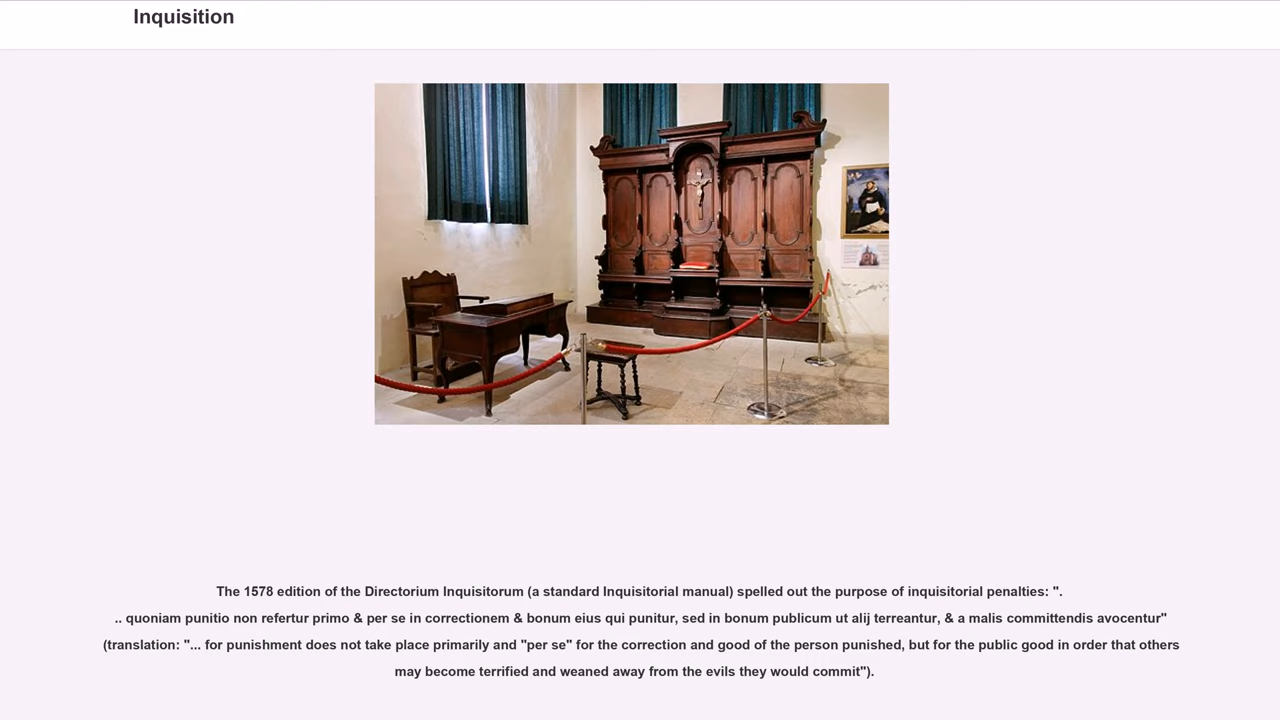 Inquisition
The 1578 edition of the Directorium Inquisitorum (a standard Inquisitorial manual) spelled out the purpose of inquisitorial penalties: ".
.. quoniam punitio non refertur primo & per se in correctionem & bonum eius qui punitur, sed in bonum publicum ut alij terreantur, & a malis committendis avocentur"
(translation: "... for punishment does not take place primarily and "per se" for the correction and good of the person punished, but for the public good in order that others
may become terrified and weaned away from the evils they would commit").